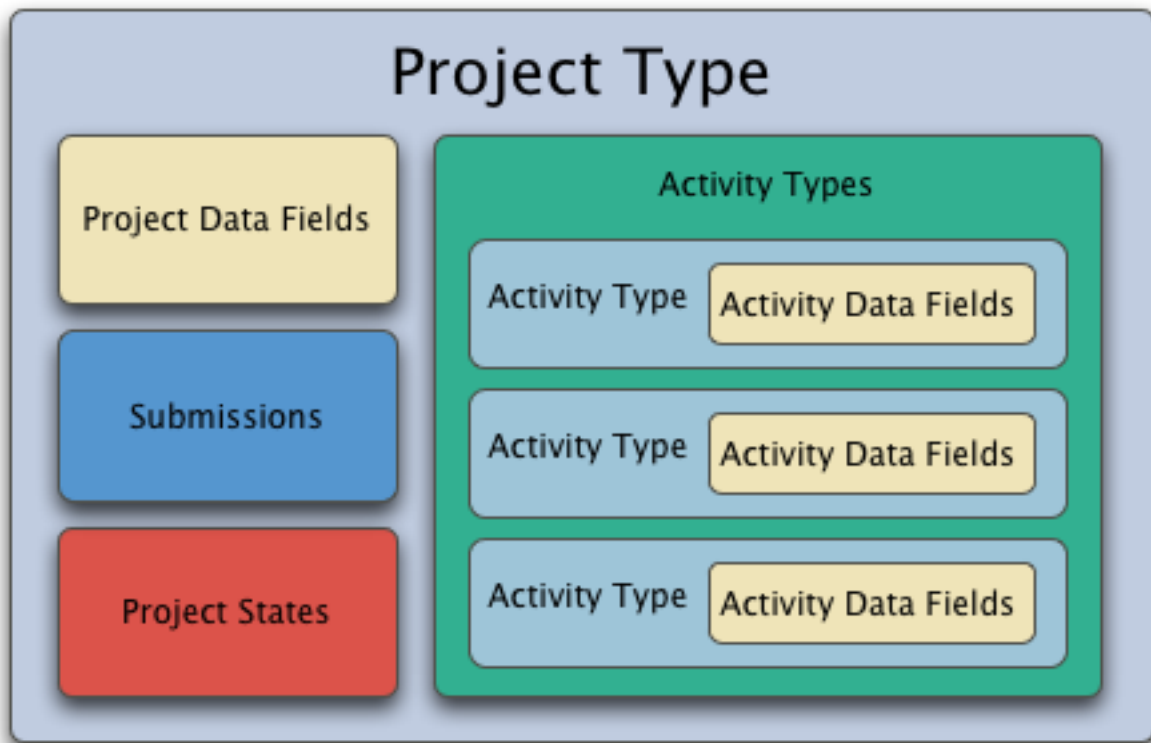 Project Type
Project Data Fields
Submissions
Project States
Activity Types
Activity Type
Activity Data Fields
Activity Type
Activity Data Fields
Activity Type
Activity Data Fields